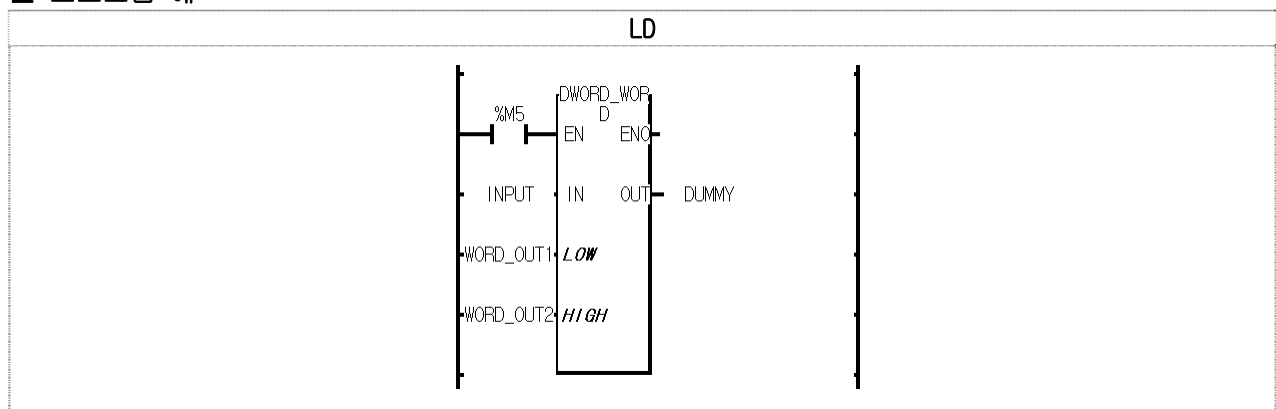 LD
DWORD_WOR
D
%M5
EN ENO
INPUT IN OUT DUMMY
WORD_OUT1 LOW
WORD_OUT2 HIGH